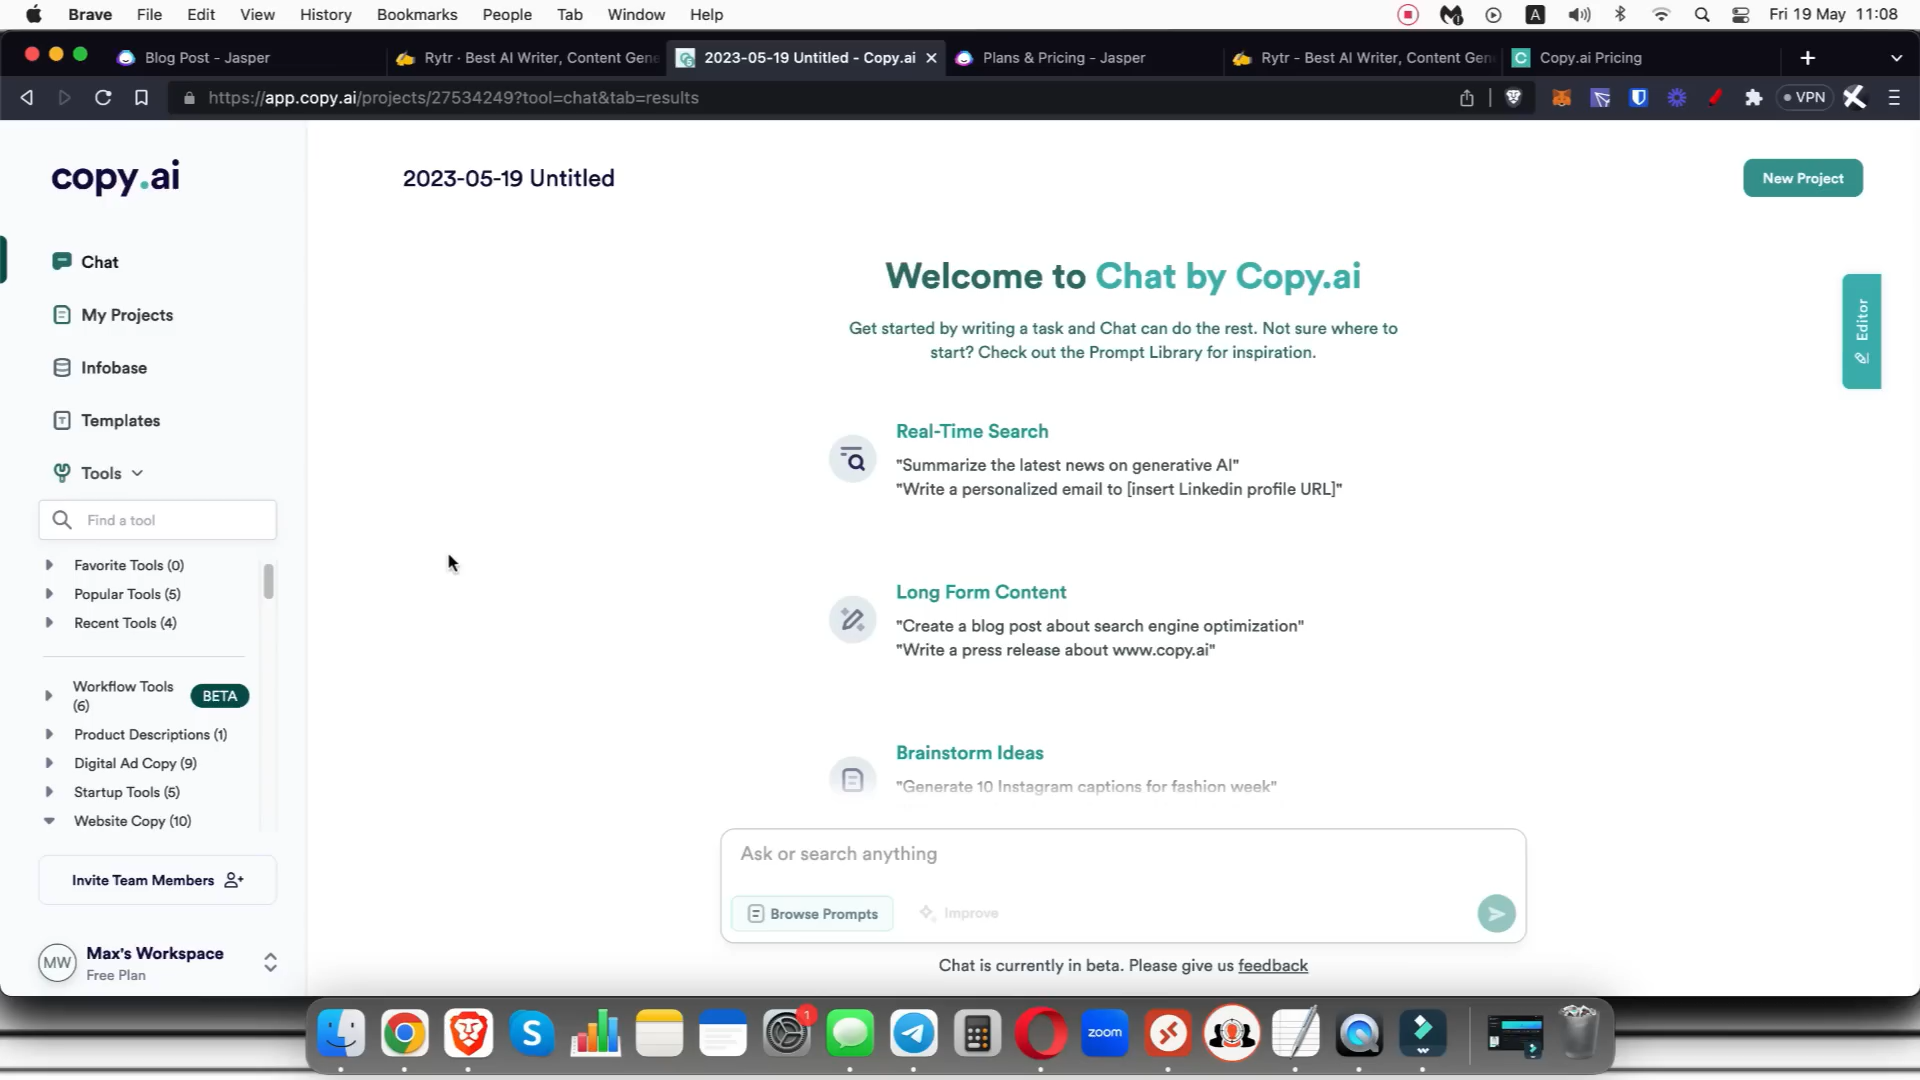 Brave File Edit View History Bookmarks People Tab Window Help
A Fri 19 May 11:08
Blog Post - Jasper
Rytr · Best AI Writer, Content Gene
2023-05-19 Untitled - Copy.ai
Plans & Pricing - Jasper
Rytr - Best AI Writer, Content Gen
Copy.ai Pricing
https://app.copy.ai/projects/27534249?tool=chat&tab=results
VPN
copy.ai
2023-05-19 Untitled
New Project
Chat
My Projects
Infobase
Templates
Tools
Find a tool
Favorite Tools (0)
Popular Tools (5)
Recent Tools (4)
Workflow Tools
(6)
BETA
Product Descriptions (1)
Digital Ad Copy (9)
Startup Tools (5)
Website Copy (10)
Invite Team Members
MW
Max's Workspace
Free Plan
Welcome to Chat by Copy.ai
Get started by writing a task and Chat can do the rest. Not sure where to
start? Check out the Prompt Library for inspiration.
Editor
Real-Time Search
"Summarize the latest news on generative AI"
"Write a personalized email to [insert Linkedin profile URL]"
Long Form Content
"Create a blog post about search engine optimization"
"Write a press release about www.copy.ai"
Brainstorm Ideas
"Generate 10 Instagram captions for fashion week"
Ask or search anything
Browse Prompts
Improve
Chat is currently in beta. Please give us feedback
S
1
zoom